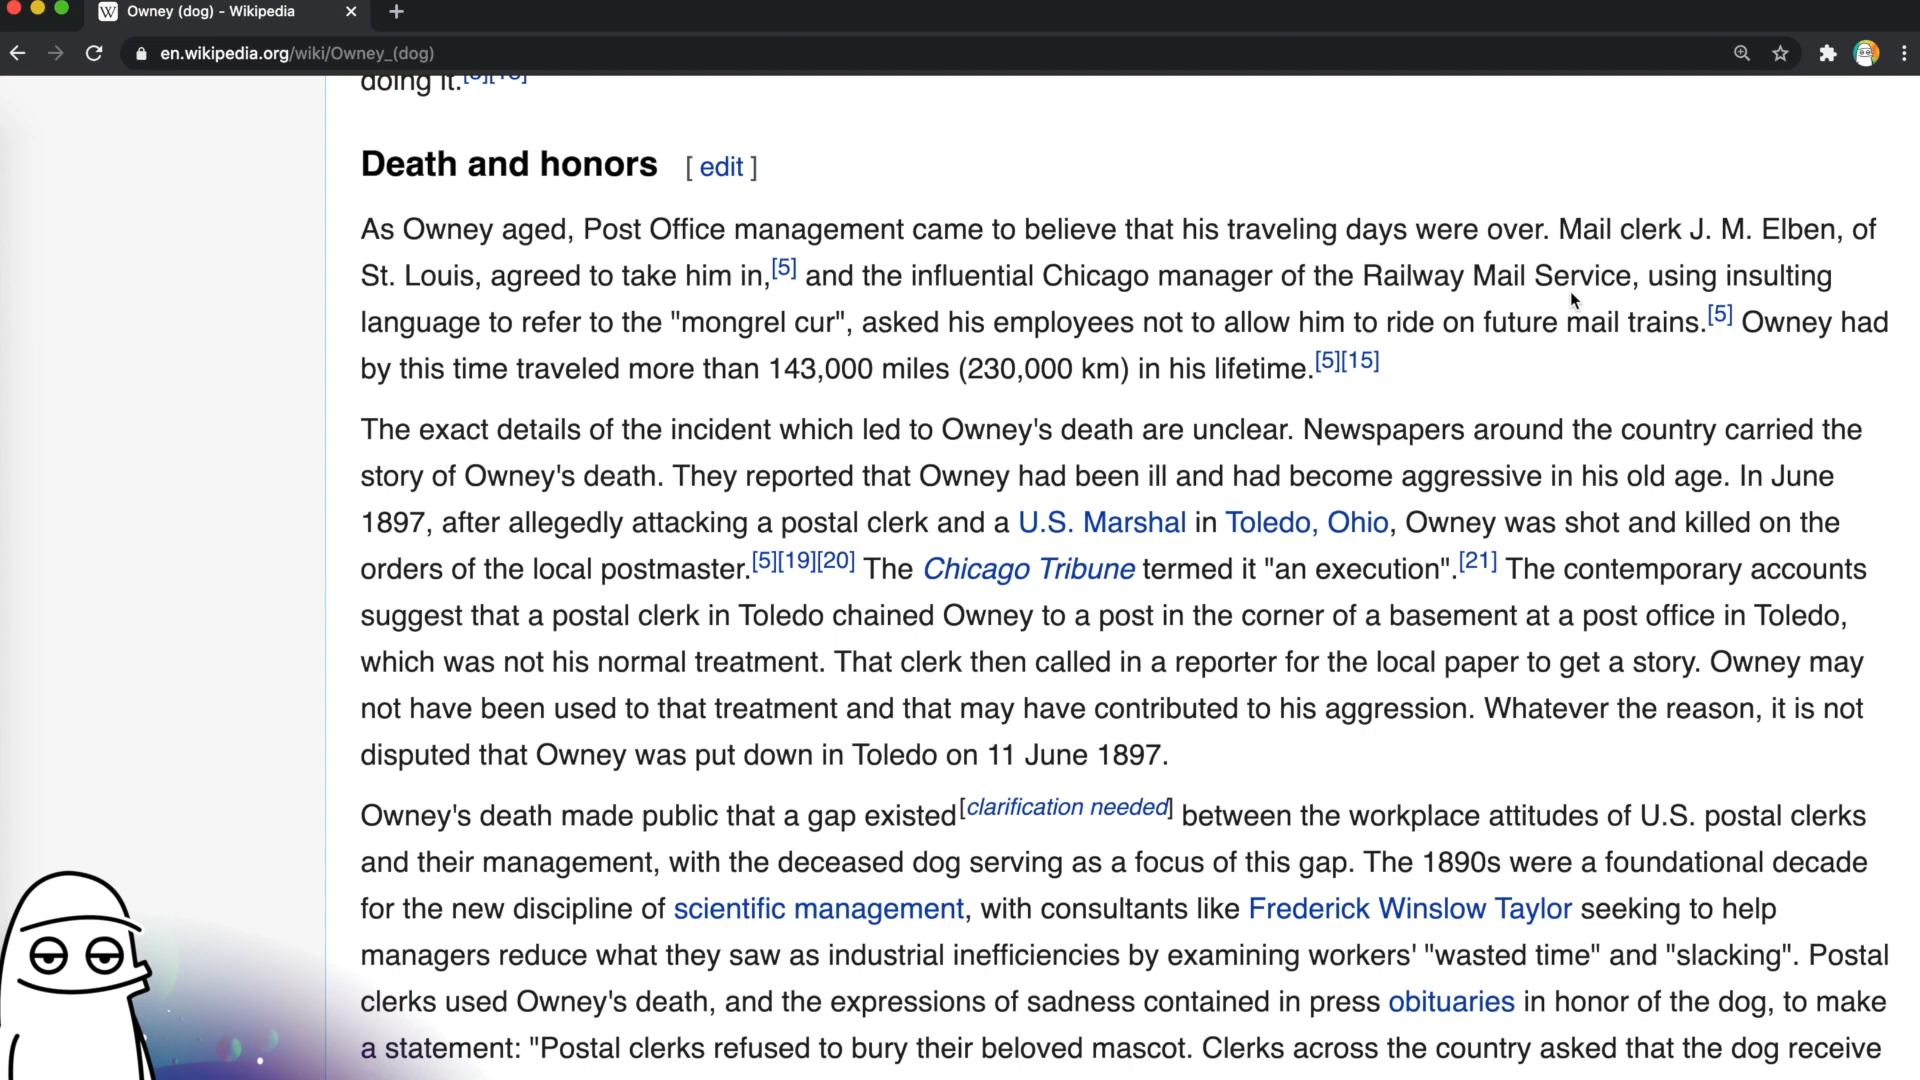 Owney (dog) - Wikipedia
en.wikipedia.org/wiki/Owney_(dog)
doing it.
Death and honors [ edit ]
As Owney aged, Post Office management came to believe that his traveling days were over. Mail clerk J. M. Elben, of
St. Louis, agreed to take him in,[5] and the influential Chicago manager of the Railway Mail Service, using insulting
language to refer to the "mongrel cur", asked his employees not to allow him to ride on future mail trains.[5] Owney had
by this time traveled more than 143,000 miles (230,000 km) in his lifetime.[5][15]
The exact details of the incident which led to Owney's death are unclear. Newspapers around the country carried the
story of Owney's death. They reported that Owney had been ill and had become aggressive in his old age. In June
1897, after allegedly attacking a postal clerk and a U.S. Marshal in Toledo, Ohio, Owney was shot and killed on the
orders of the local postmaster.[5][19][20] The Chicago Tribune termed it "an execution".[21] The contemporary accounts
suggest that a postal clerk in Toledo chained Owney to a post in the corner of a basement at a post office in Toledo,
which was not his normal treatment. That clerk then called in a reporter for the local paper to get a story. Owney may
not have been used to that treatment and that may have contributed to his aggression. Whatever the reason, it is not
disputed that Owney was put down in Toledo on 11 June 1897.
Owney's death made public that a gap existed[clarification needed] between the workplace attitudes of U.S. postal clerks
and their management, with the deceased dog serving as a focus of this gap. The 1890s were a foundational decade
for the new discipline of scientific management, with consultants like Frederick Winslow Taylor seeking to help
managers reduce what they saw as industrial inefficiencies by examining workers' "wasted time" and "slacking". Postal
clerks used Owney's death, and the expressions of sadness contained in press obituaries in honor of the dog, to make
a statement: "Postal clerks refused to bury their beloved mascot. Clerks across the country asked that the dog receive